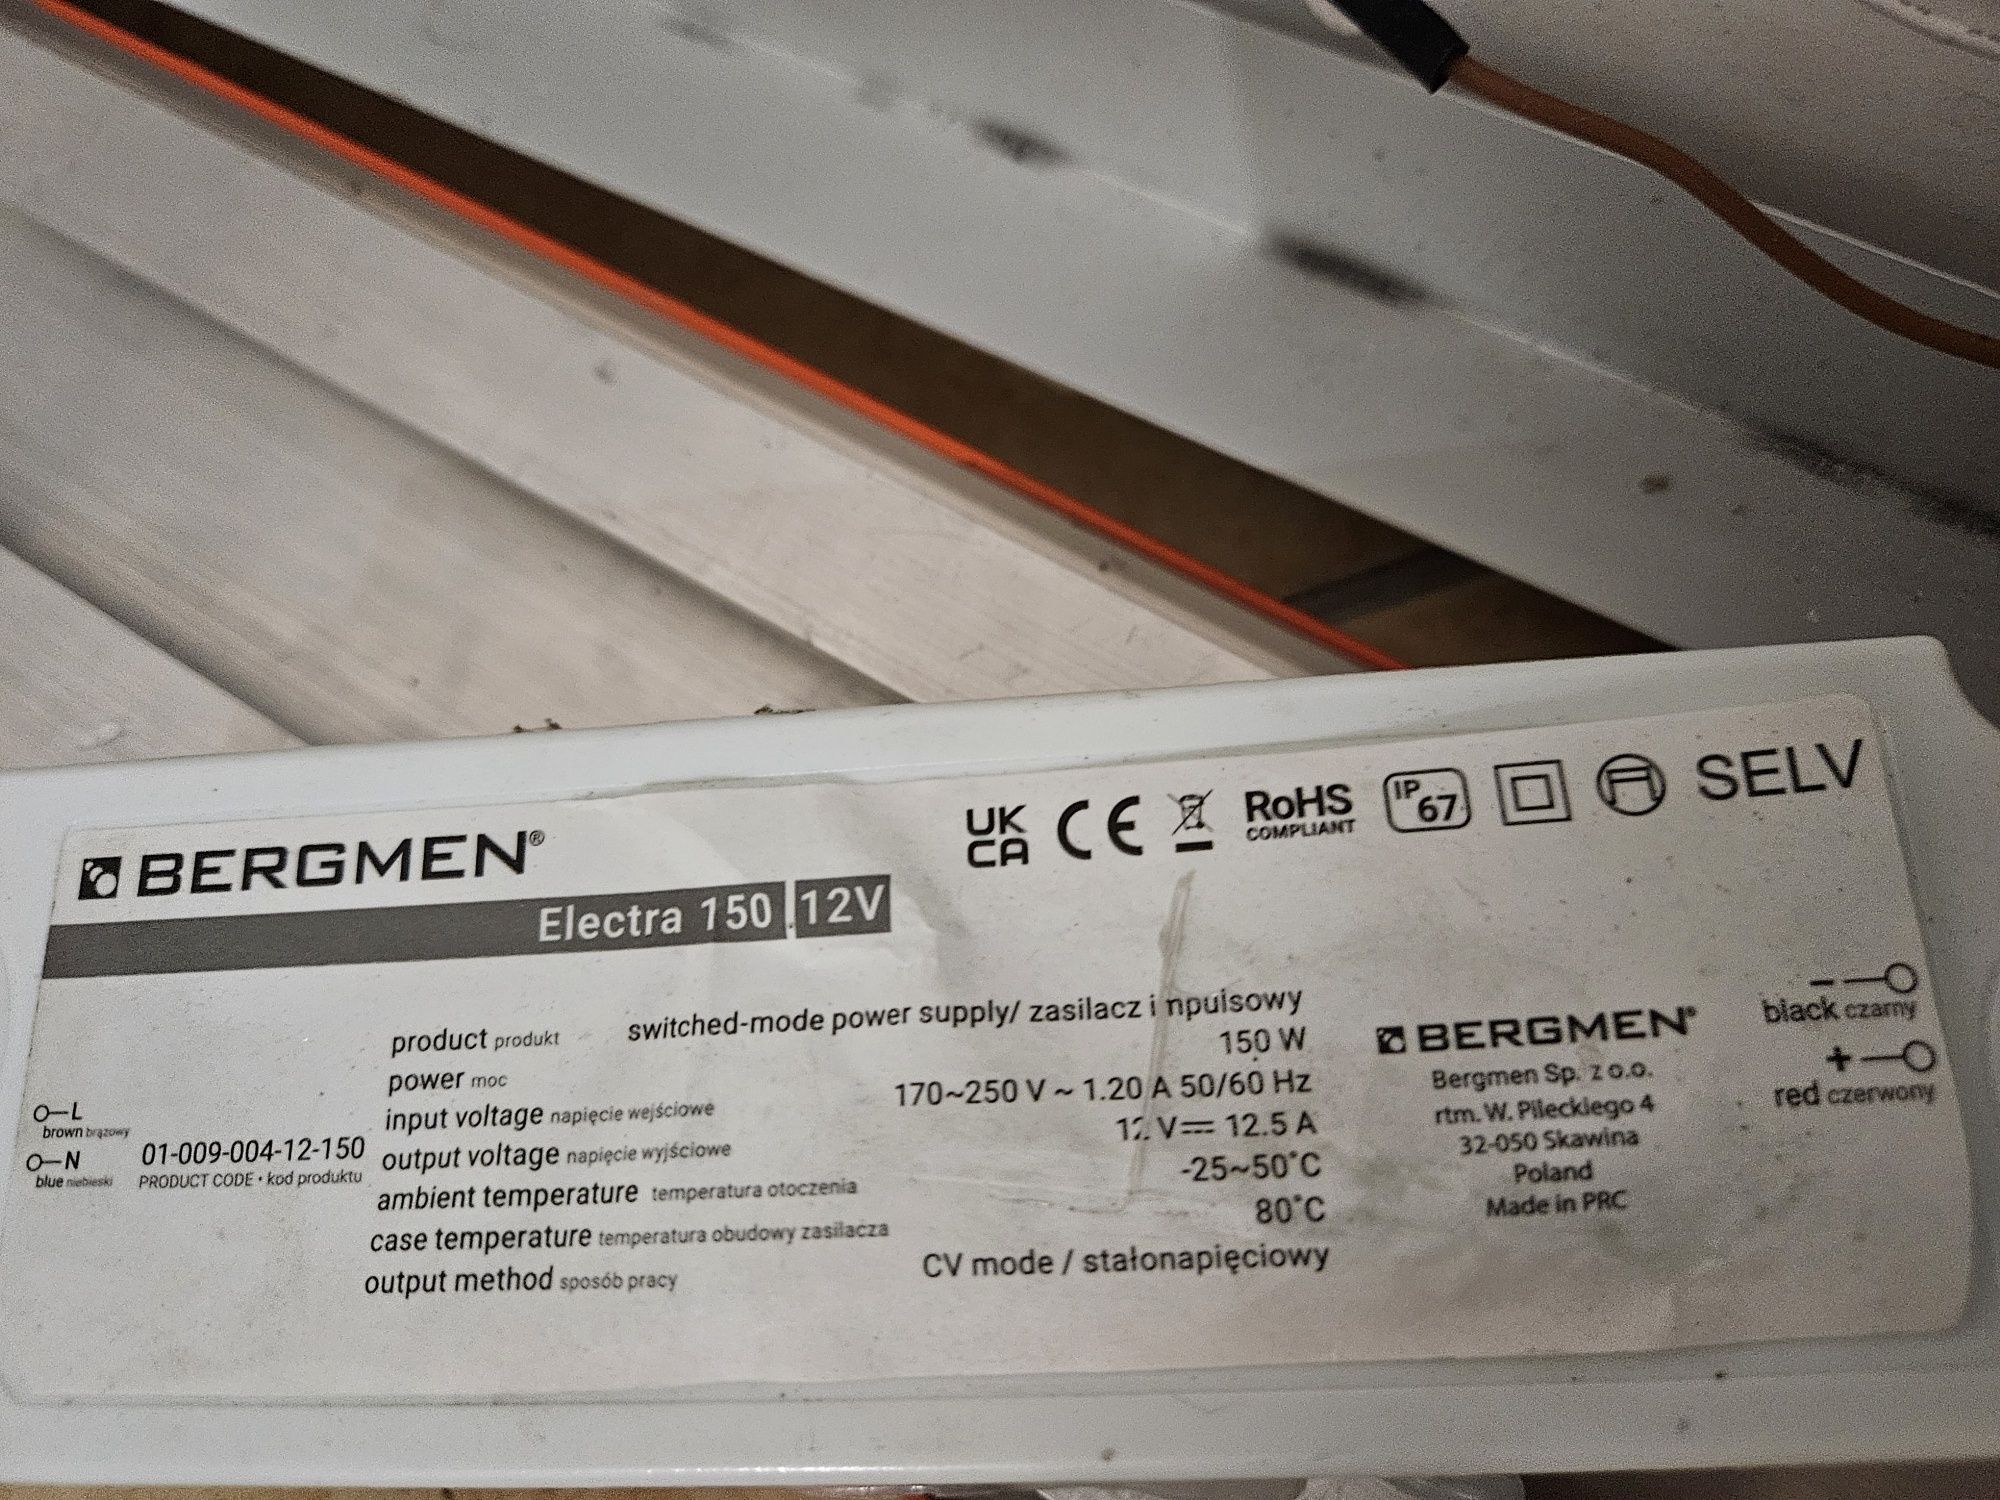 BERGMEN®
Electra 150 12V
UK
CA
CE
RoHS
COMPLIANT
IP
67
SELV
product produkt switched-mode power supply/ zasilacz impulsowy
power moc 150 W
input voltage napięcie wejściowe 170~250 V ~ 1.20 A 50/60 Hz
output voltage napięcie wyjściowe 12 V⎓ 12.5 A
ambient temperature temperatura otoczenia -25~50°C
case temperature temperatura obudowy zasilacza 80°C
output method sposób pracy CV mode / stałonapięciowy
L
brown brązowy
N
blue niebieski
01-009-004-12-150
PRODUCT CODE • kod produktu
BERGMEN®
Bergmen Sp. z o.o.
rtm. W. Pileckiego 4
32-050 Skawina
Poland
Made in PRC
−
black czarny
+
red czerwony